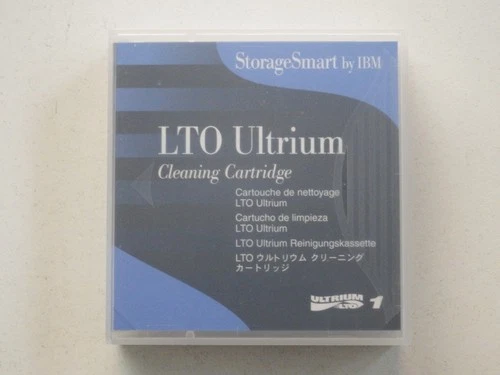 StorageSmart by IBM
LTO Ultrium
Cleaning Cartridge
Cartouche de nettoyage
LTO Ultrium
Cartucho de limpieza
LTO Ultrium
LTO Ultrium Reinigungskassette
LTO ウルトリウム クリーニング
カートリッジ
ULTRIUM 1
LTO